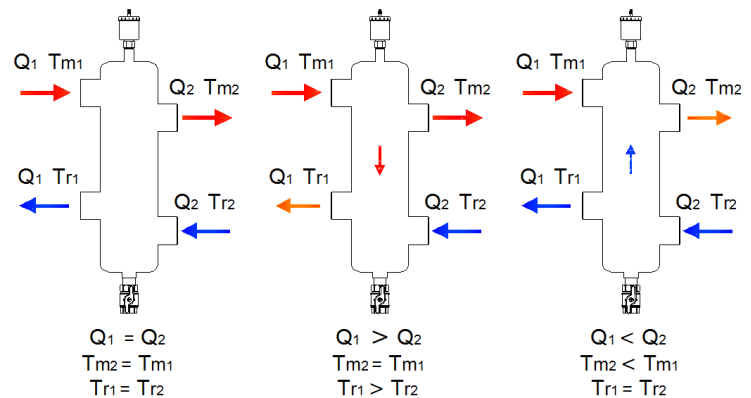 Q1 Tm1
Q2 Tm2
Q1 Tr1
Q2 Tr2
Q1 = Q2
Tm2 = Tm1
Tr1 = Tr2
Q1 Tm1
Q2 Tm2
Q1 Tr1
Q2 Tr2
Q1 > Q2
Tm2 = Tm1
Tr1 > Tr2
Q1 Tm1
Q2 Tm2
Q1 Tr1
Q2 Tr2
Q1 < Q2
Tm2 < Tm1
Tr1 = Tr2